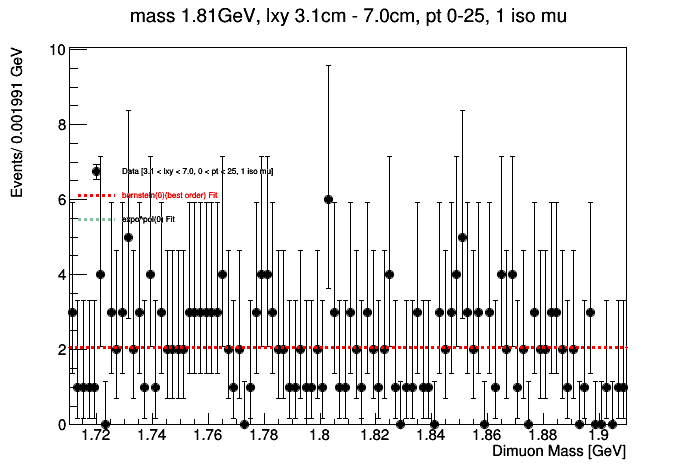 mass 1.81GeV, lxy 3.1cm - 7.0cm, pt 0-25, 1 iso mu
Events/ 0.001991 GeV
10
8
6
4
2
0
Data [3.1 < lxy < 7.0, 0 < pt < 25, 1 iso mu]
bernstein(0)(best order) Fit
expo*pol(0) Fit
1.72 1.74 1.76 1.78 1.8 1.82 1.84 1.86 1.88 1.9
Dimuon Mass [GeV]